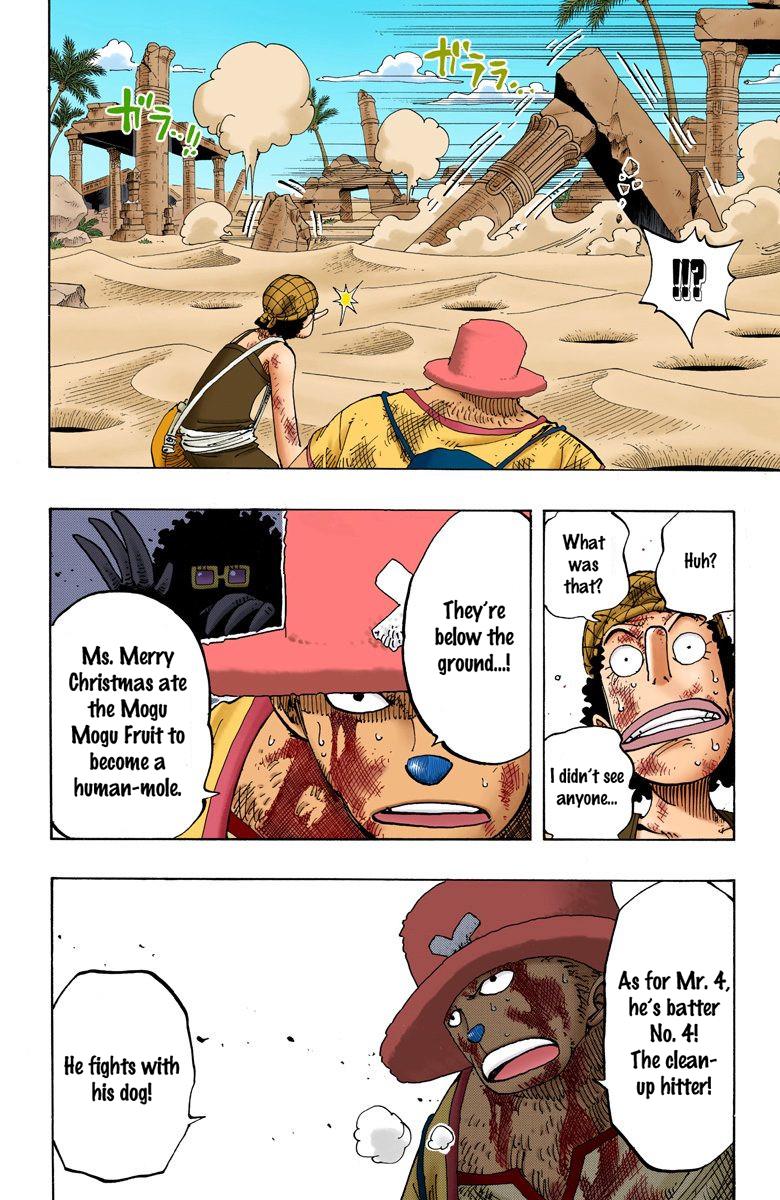 ガララ...
ガラ..!!
!!?
Huh?
What
was
that?
I didn't see
anyone...
They're
below the
ground...!
Ms. Merry
Christmas ate
the Mogu
Mogu Fruit to
become a
human-mole.
As for Mr. 4,
he's batter
No. 4!
The clean-
up hitter!
He fights with
his dog!